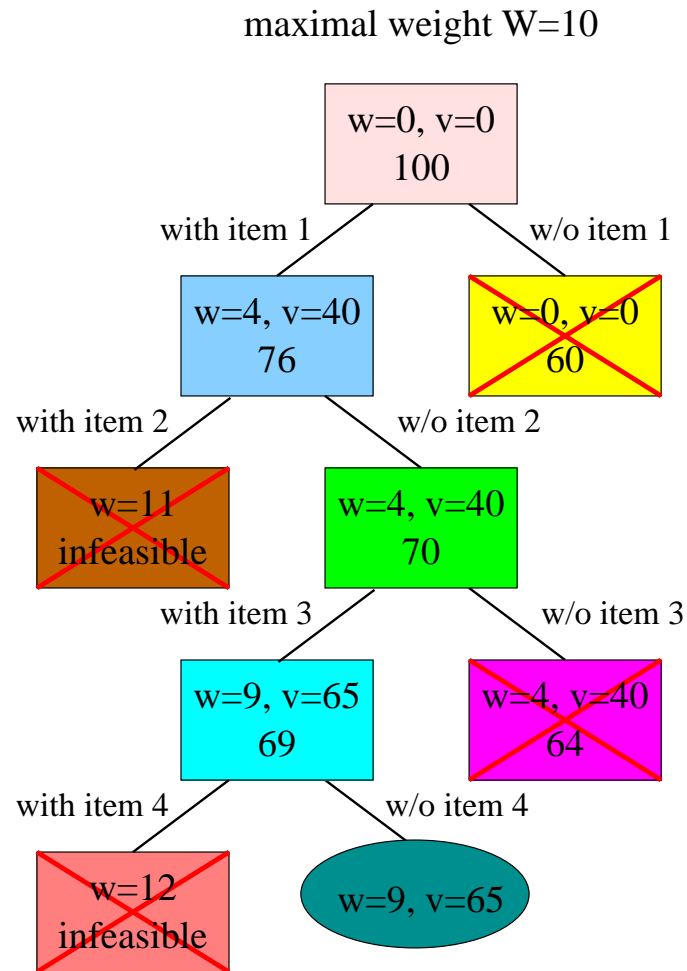 maximal weight W=10
w=0, v=0
100
with item 1
w/o item 1
w=4, v=40
76
w=0, v=0
60
with item 2
w/o item 2
w=11
infeasible
w=4, v=40
70
with item 3
w/o item 3
w=9, v=65
69
w=4, v=40
64
with item 4
w/o item 4
w=12
infeasible
w=9, v=65